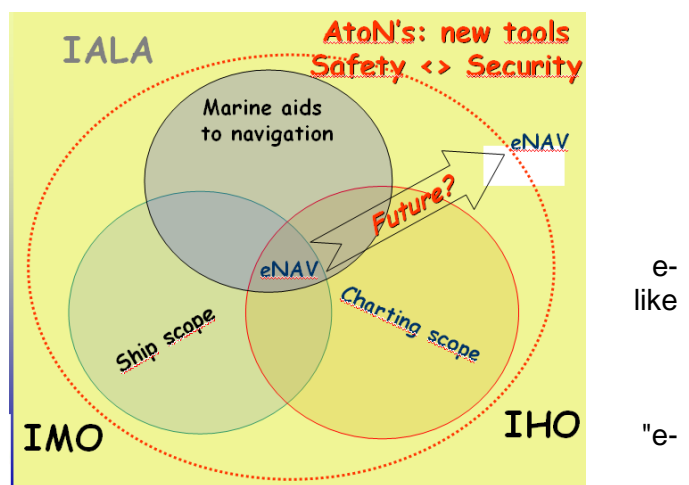 IALA
AtoN's: new tools
Safety <> Security
Marine aids
to navigation
eNAV
Future?
eNAV
e-
like
Ship scope
Charting scope
IMO
IHO
"e-